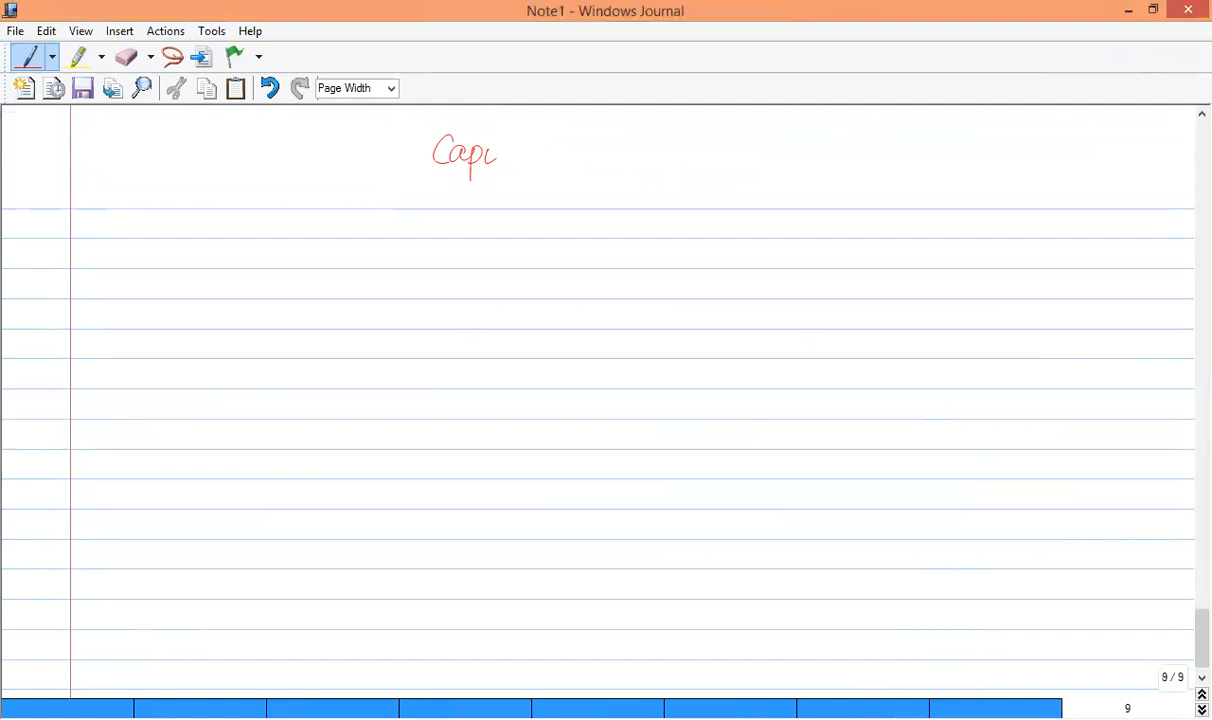 Note1 - Windows Journal
File Edit View Insert Actions Tools Help
Page Width
Capi
9 / 9
9